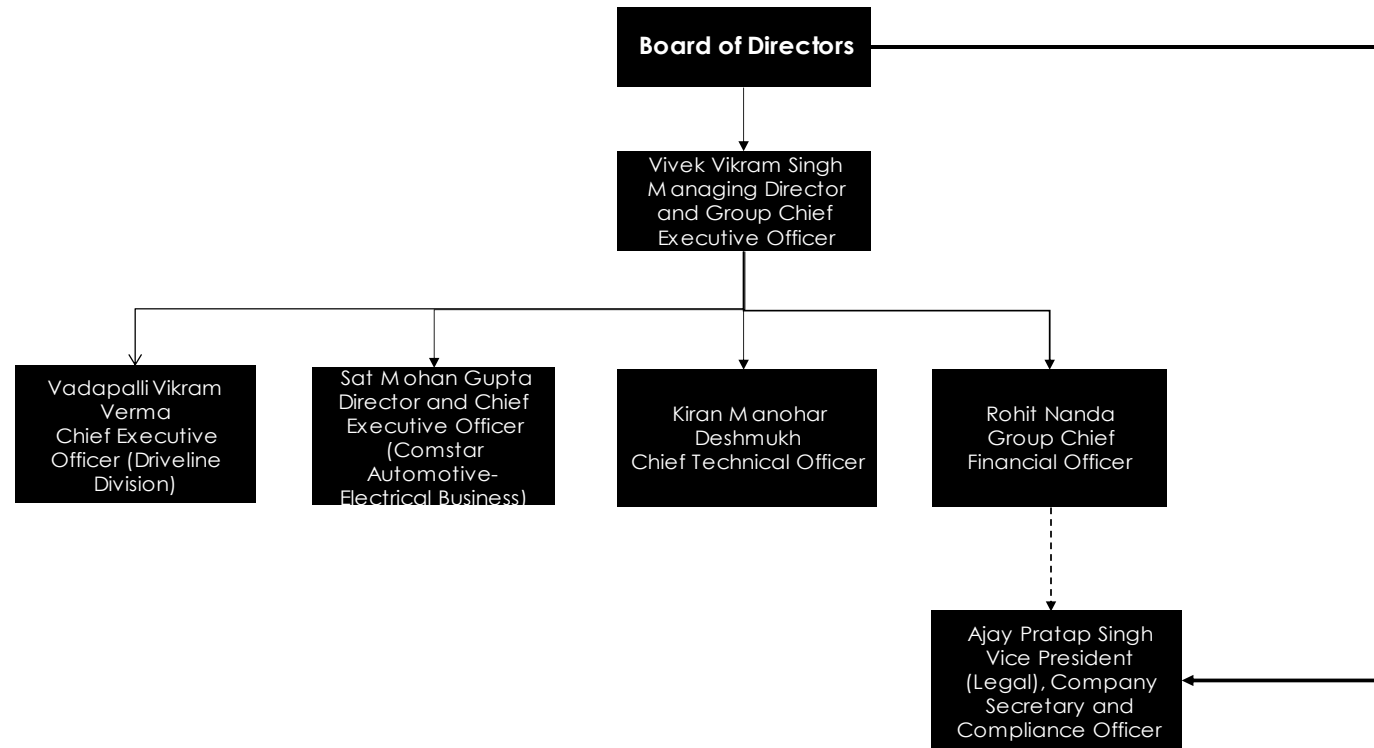 Board of Directors
Vivek Vikram Singh
Managing Director
and Group Chief
Executive Officer
Vadapalli Vikram
Verma
Chief Executive
Officer (Driveline
Division)
Sat Mohan Gupta
Director and Chief
Executive Officer
(Comstar
Automotive-
Electrical Business)
Kiran Manohar
Deshmukh
Chief Technical Officer
Rohit Nanda
Group Chief
Financial Officer
Ajay Pratap Singh
Vice President
(Legal), Company
Secretary and
Compliance Officer